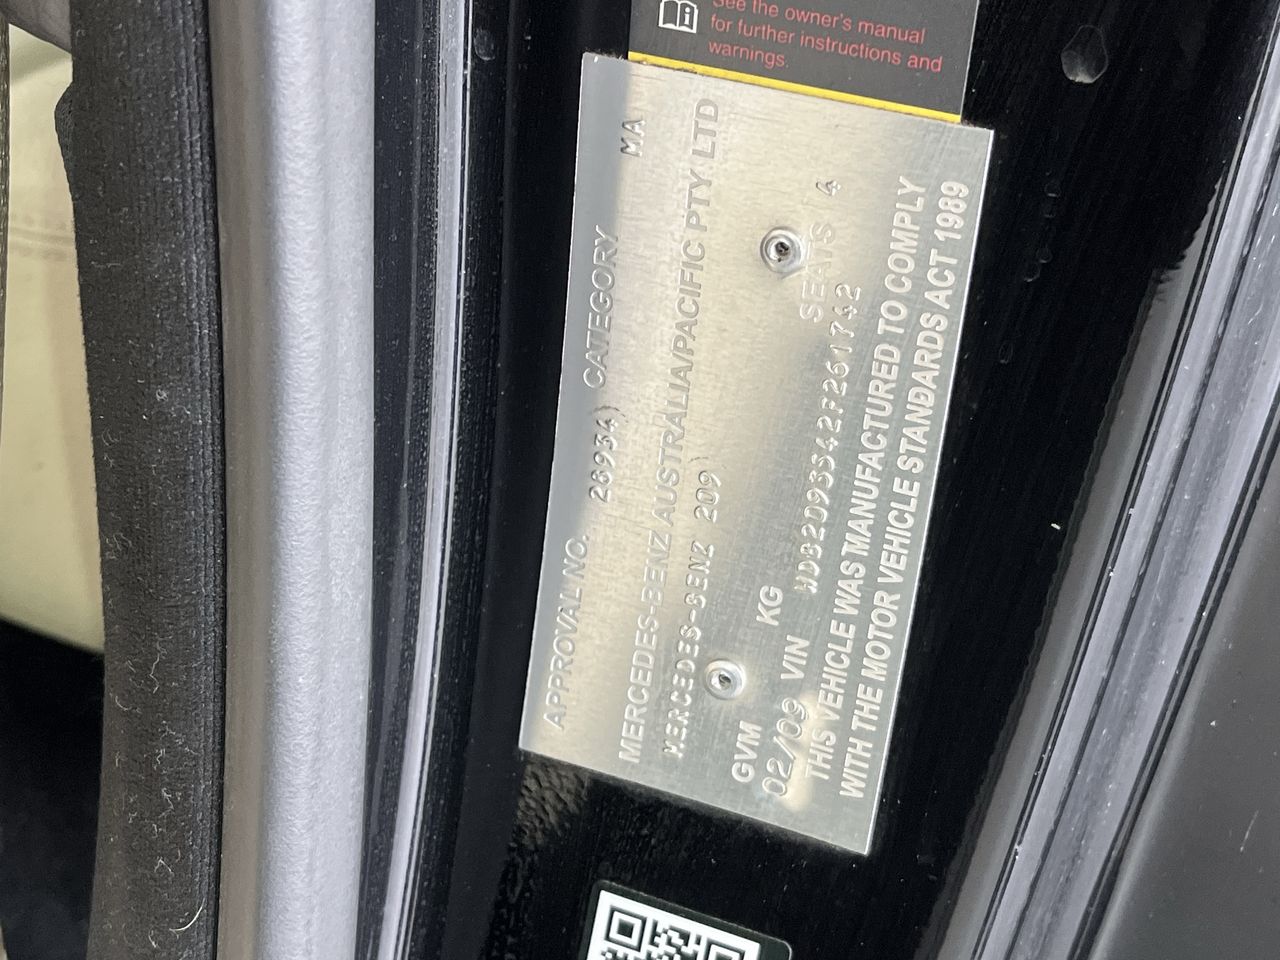 See the owner's manual
for further instructions and
warnings.
APPROVAL NO. 28934 CATEGORY MA
MERCEDES-BENZ AUSTRALIA/PACIFIC PTY LTD
MERCEDES-BENZ 209
GVM KG SEATS 4
02/09 VIN WDB2093342F261742
THIS VEHICLE WAS MANUFACTURED TO COMPLY
WITH THE MOTOR VEHICLE STANDARDS ACT 1989